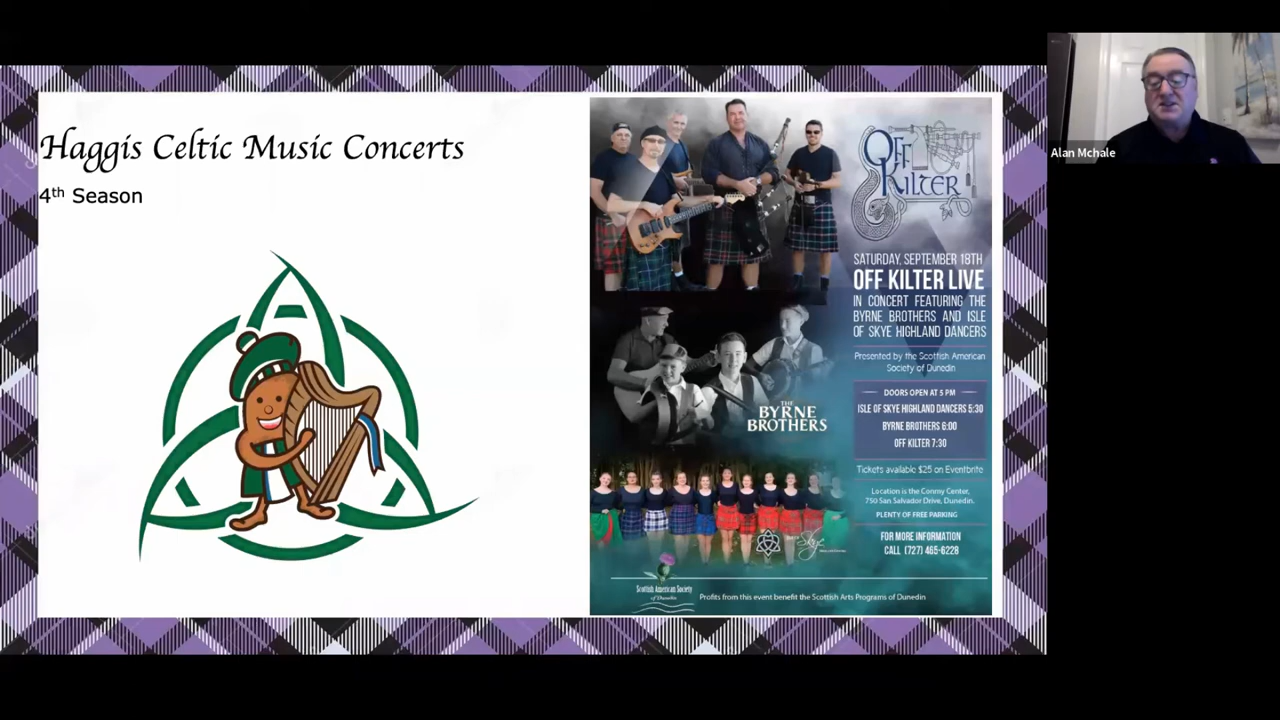 Haggis Celtic Music Concerts
4th Season
OFF
KILTER
SATURDAY, SEPTEMBER 18TH
OFF KILTER LIVE
IN CONCERT FEATURING THE
BYRNE BROTHERS AND ISLE
OF SKYE HIGHLAND DANCERS
Presented by the Scottish American
Society of Dunedin
DOORS OPEN AT 5 PM
ISLE OF SKYE HIGHLAND DANCERS 5:30
BYRNE BROTHERS 6:00
OFF KILTER 7:30
Tickets available $25 on Eventbrite
Location is the Conmy Center,
750 San Salvador Drive, Dunedin.
PLENTY OF FREE PARKING
FOR MORE INFORMATION
CALL (727) 465-6228
THE
BYRNE
BROTHERS
Skye
Scottish American Society
of Dunedin
Profits from this event benefit the Scottish Arts Programs of Dunedin
Alan Mchale